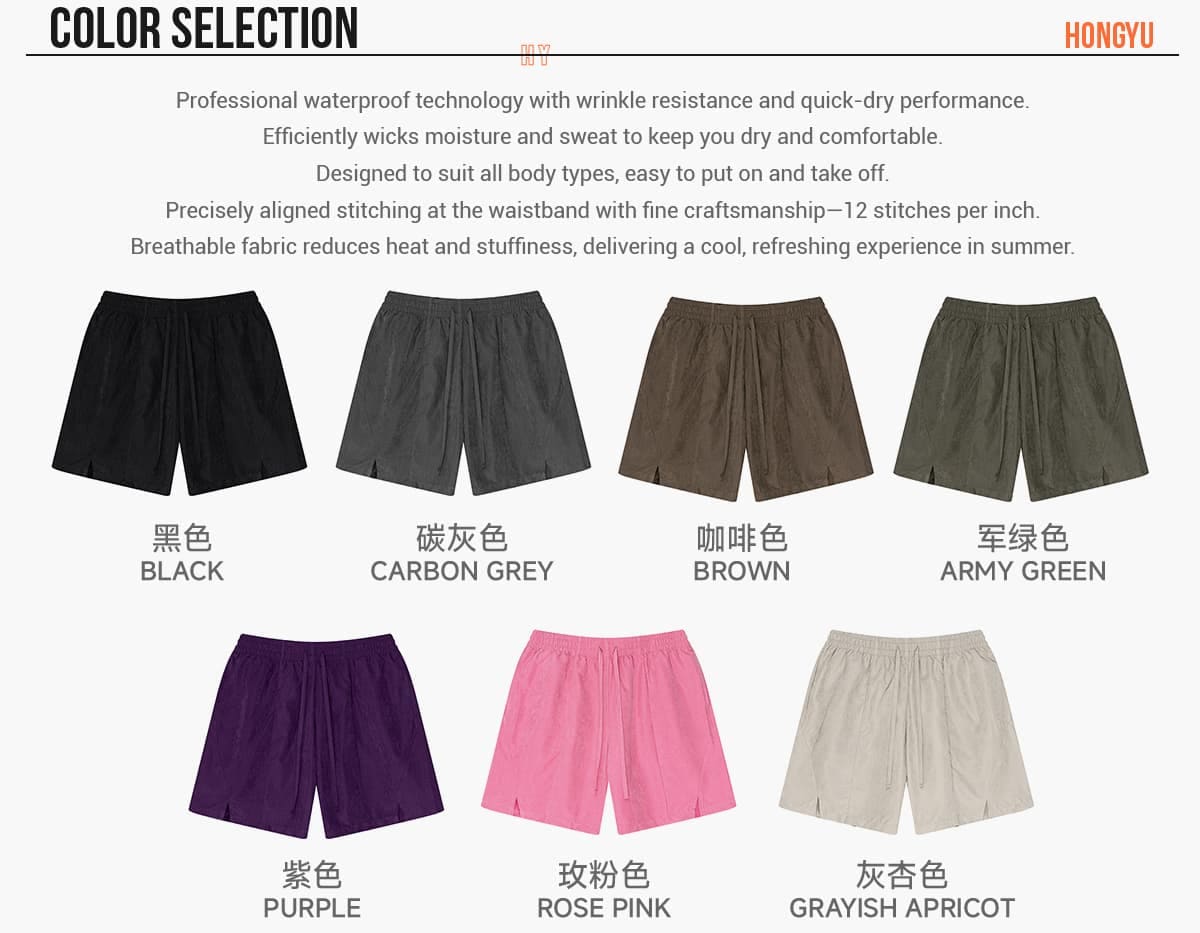 COLOR SELECTION
HY
HONGYU
Professional waterproof technology with wrinkle resistance and quick-dry performance.
Efficiently wicks moisture and sweat to keep you dry and comfortable.
Designed to suit all body types, easy to put on and take off.
Precisely aligned stitching at the waistband with fine craftsmanship—12 stitches per inch.
Breathable fabric reduces heat and stuffiness, delivering a cool, refreshing experience in summer.
黑色
BLACK
碳灰色
CARBON GREY
咖啡色
BROWN
军绿色
ARMY GREEN
紫色
PURPLE
玫粉色
ROSE PINK
灰杏色
GRAYISH APRICOT